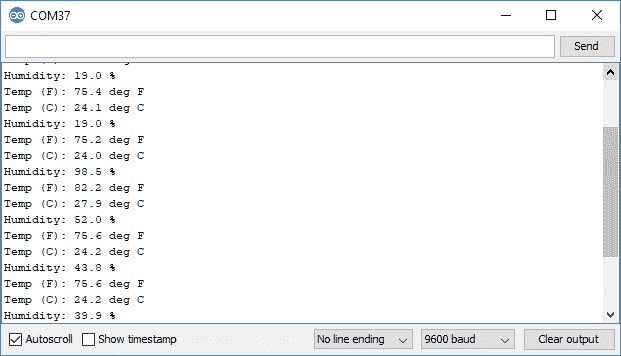 COM37
Send
Humidity: 19.0 %
Temp (F): 75.4 deg F
Temp (C): 24.1 deg C
Humidity: 19.0 %
Temp (F): 75.2 deg F
Temp (C): 24.0 deg C
Humidity: 98.5 %
Temp (F): 82.2 deg F
Temp (C): 27.9 deg C
Humidity: 52.0 %
Temp (F): 75.6 deg F
Temp (C): 24.2 deg C
Humidity: 43.8 %
Temp (F): 75.6 deg F
Temp (C): 24.2 deg C
Humidity: 39.9 %
Autoscroll Show timestamp No line ending 9600 baud Clear output